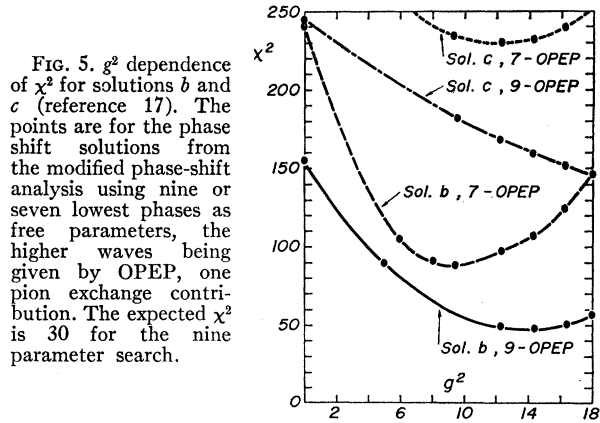 FIG. 5. g² dependence
of χ² for solutions b and
c (reference 17). The
points are for the phase
shift solutions from
the modified phase-shift
analysis using nine or
seven lowest phases as
free parameters, the
higher waves being
given by OPEP, one
pion exchange contri-
bution. The expected χ²
is 30 for the nine
parameter search.
χ²
250
200
150
100
50
0
Sol. c, 7-OPEP
Sol. c, 9-OPEP
Sol. b, 7-OPEP
Sol. b, 9-OPEP
g²
2 6 10 14 18